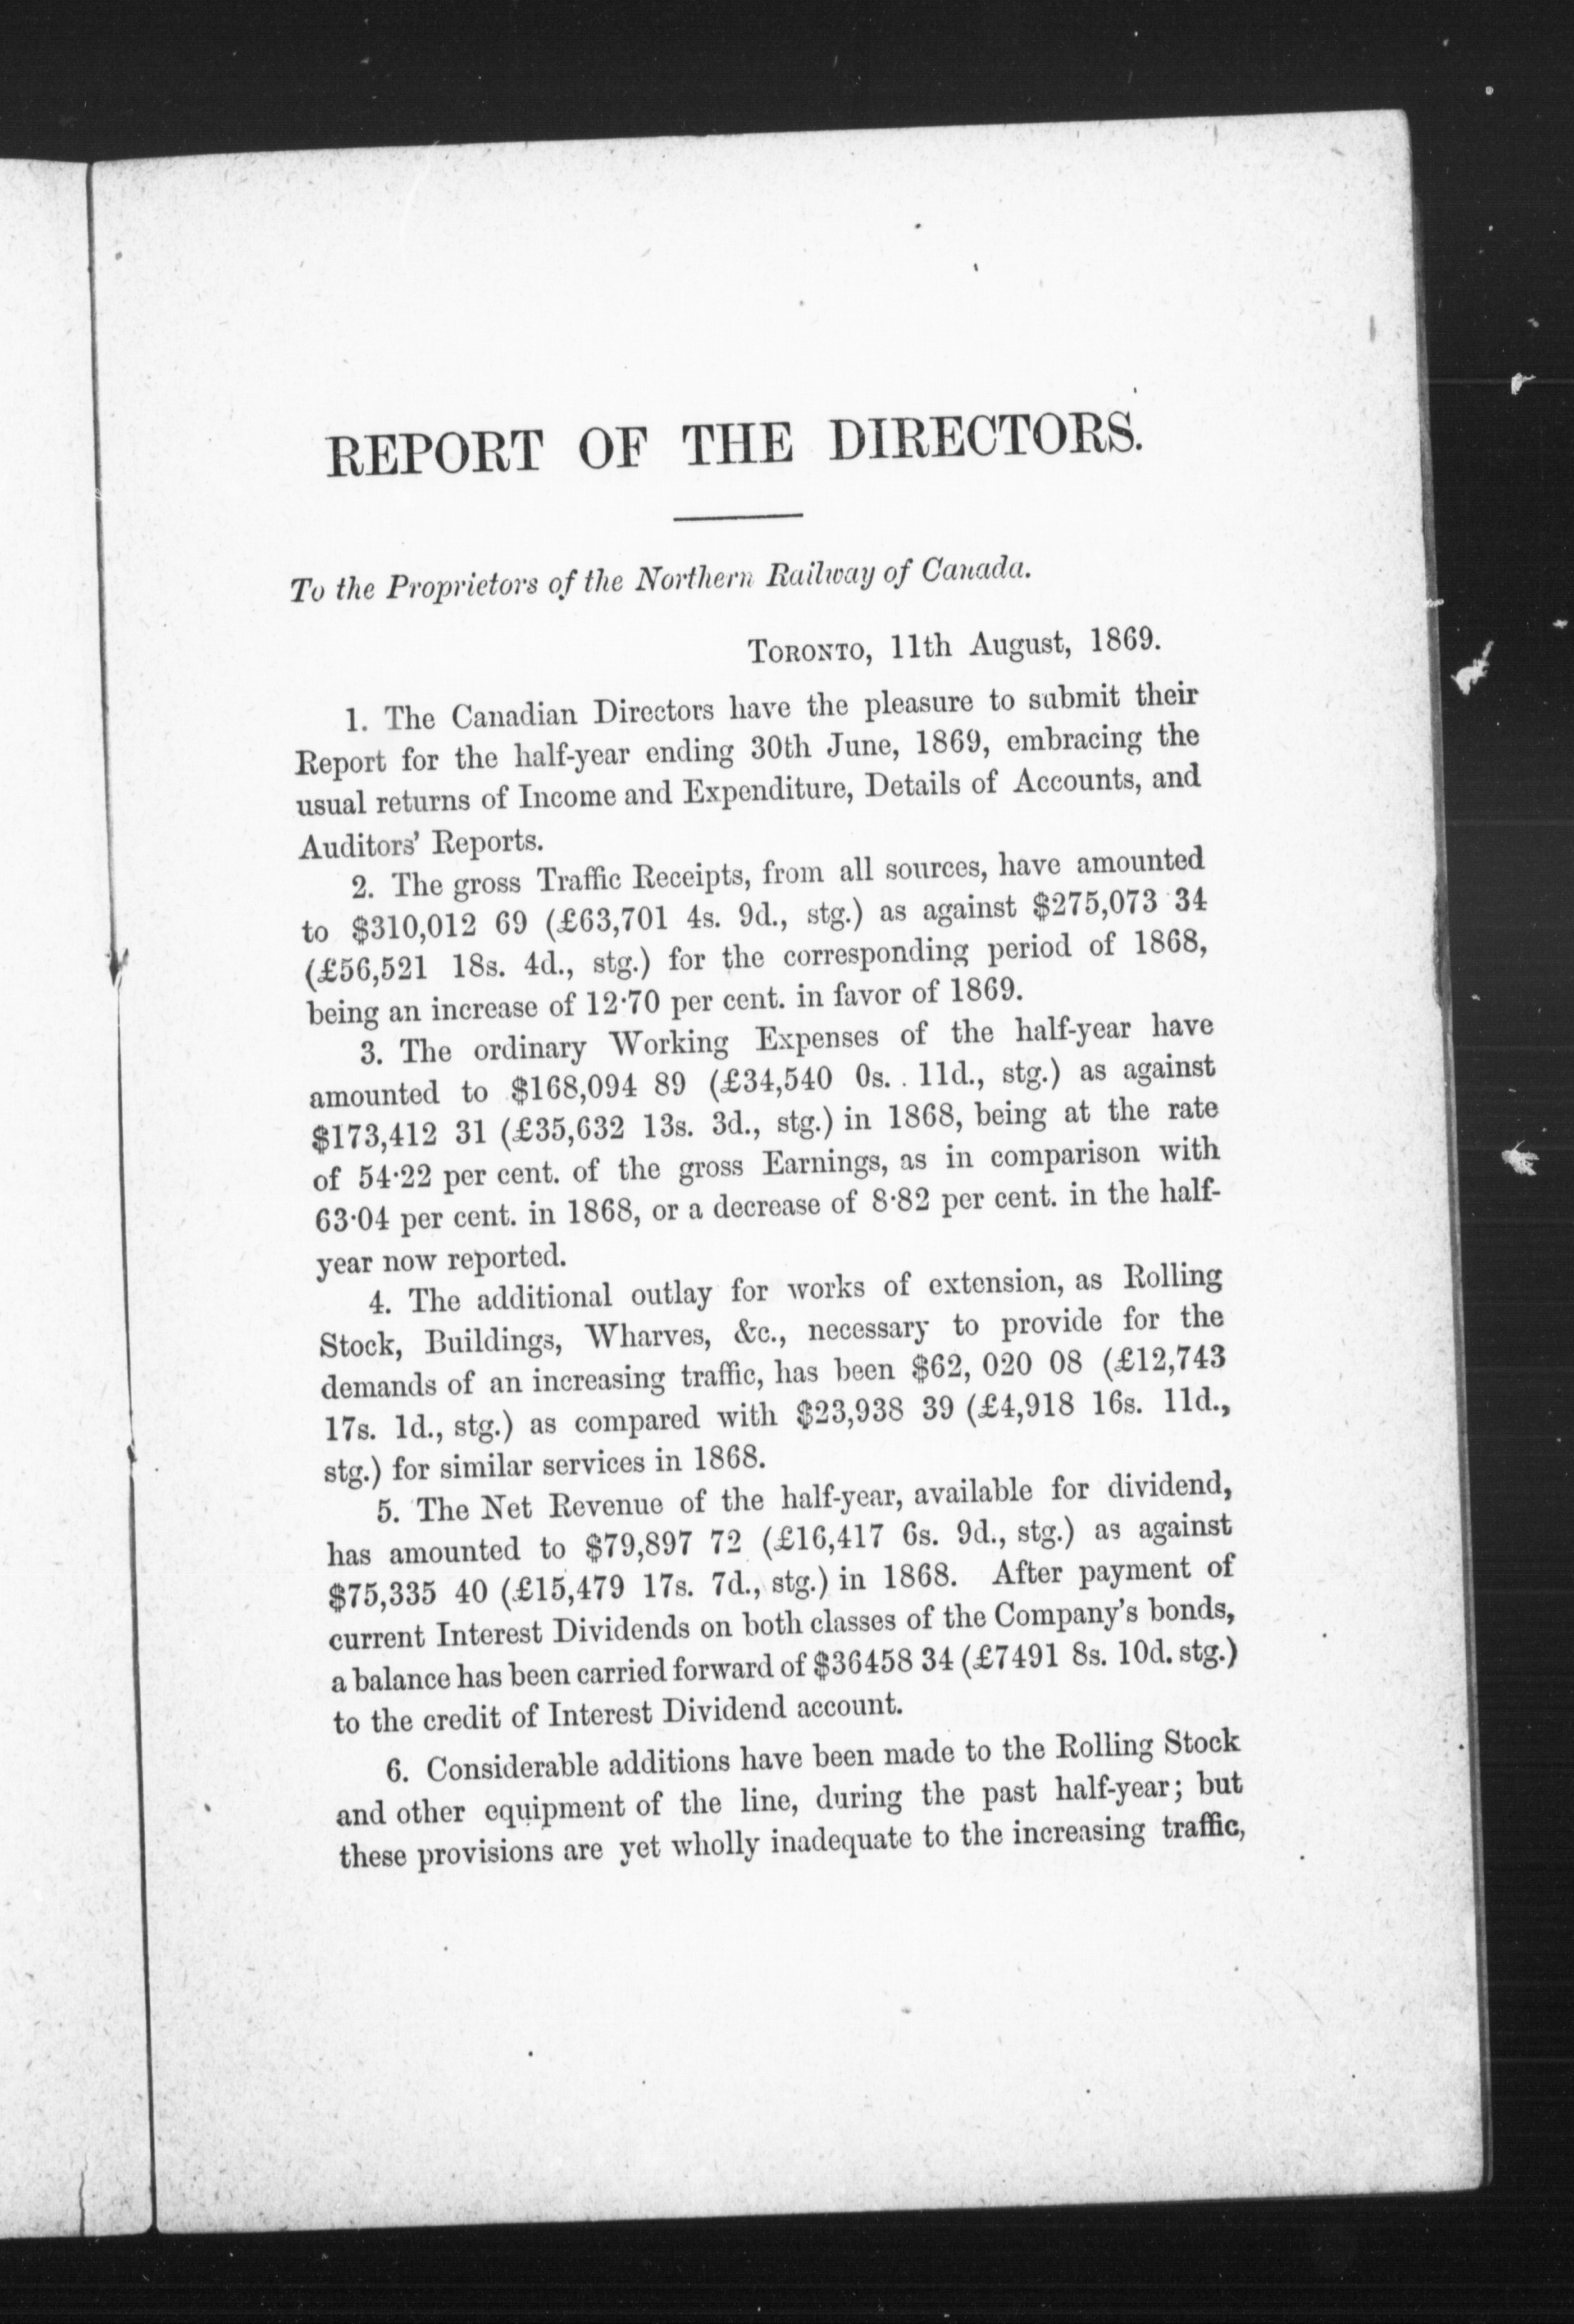 REPORT OF THE DIRECTORS.
To the Proprietors of the Northern Railway of Canada.
TORONTO, 11th August, 1869.
1. The Canadian Directors have the pleasure to submit their
Report for the half-year ending 30th June, 1869, embracing the
usual returns of Income and Expenditure, Details of Accounts, and
Auditors' Reports.
2. The gross Traffic Receipts, from all sources, have amounted
to $310,012 69 (£63,701 4s. 9d., stg.) as against $275,073 34
(£56,521 18s. 4d., stg.) for the corresponding period of 1868,
being an increase of 12·70 per cent. in favor of 1869.
3. The ordinary Working Expenses of the half-year have
amounted to $168,094 89 (£34,540 0s. . 11d., stg.) as against
$173,412 31 (£35,632 13s. 3d., stg.) in 1868, being at the rate
of 54·22 per cent. of the gross Earnings, as in comparison with
63·04 per cent. in 1868, or a decrease of 8·82 per cent. in the half-
year now reported.
4. The additional outlay for works of extension, as Rolling
Stock, Buildings, Wharves, &c., necessary to provide for the
demands of an increasing traffic, has been $62, 020 08 (£12,743
17s. 1d., stg.) as compared with $23,938 39 (£4,918 16s. 11d.,
stg.) for similar services in 1868.
5. The Net Revenue of the half-year, available for dividend,
has amounted to $79,897 72 (£16,417 6s. 9d., stg.) as against
$75,335 40 (£15,479 17s. 7d., stg.) in 1868. After payment of
current Interest Dividends on both classes of the Company's bonds,
a balance has been carried forward of $36458 34 (£7491 8s. 10d. stg.)
to the credit of Interest Dividend account.
6. Considerable additions have been made to the Rolling Stock
and other equipment of the line, during the past half-year; but
these provisions are yet wholly inadequate to the increasing traffic,